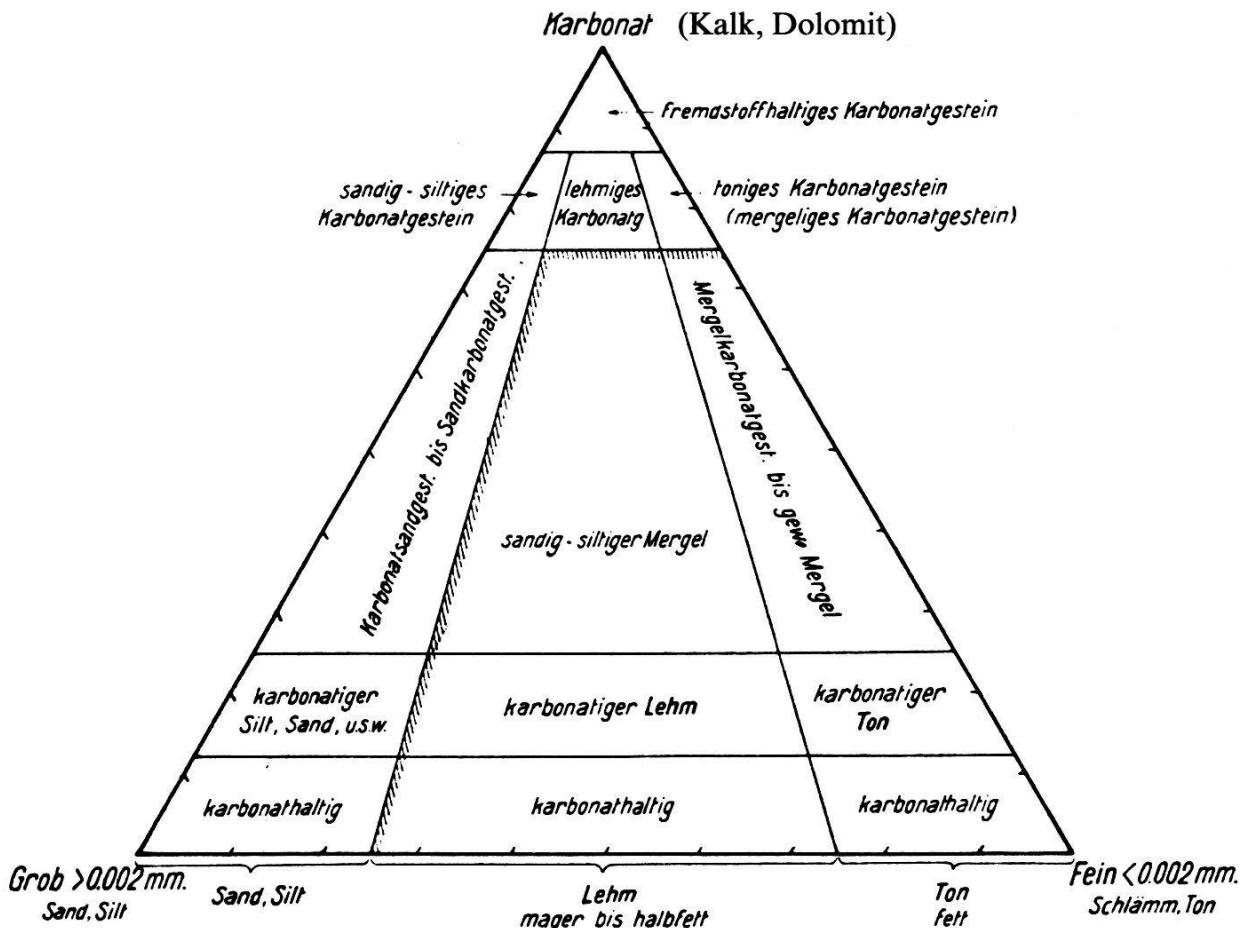 Karbonat (Kalk, Dolomit)
Fremdstoffhaltiges Karbonatgestein
sandig - siltiges
Karbonatgestein
lehmiges
Karbonatg
toniges Karbonatgestein
(mergeliges Karbonatgestein)
Karbonatsandgest. bis Sandkarbonatgest.
Mergelkarbonatgest. bis gew. Mergel
sandig - siltiger Mergel
karbonatiger
Silt, Sand, u.s.w.
karbonatiger Lehm
karbonatiger
Ton
karbonathaltig
karbonathaltig
karbonathaltig
Grob >0.002 mm.
Sand, Silt
Sand, Silt
Lehm
mager bis halbfett
Ton
fett
Fein <0.002 mm.
Schlämm, Ton